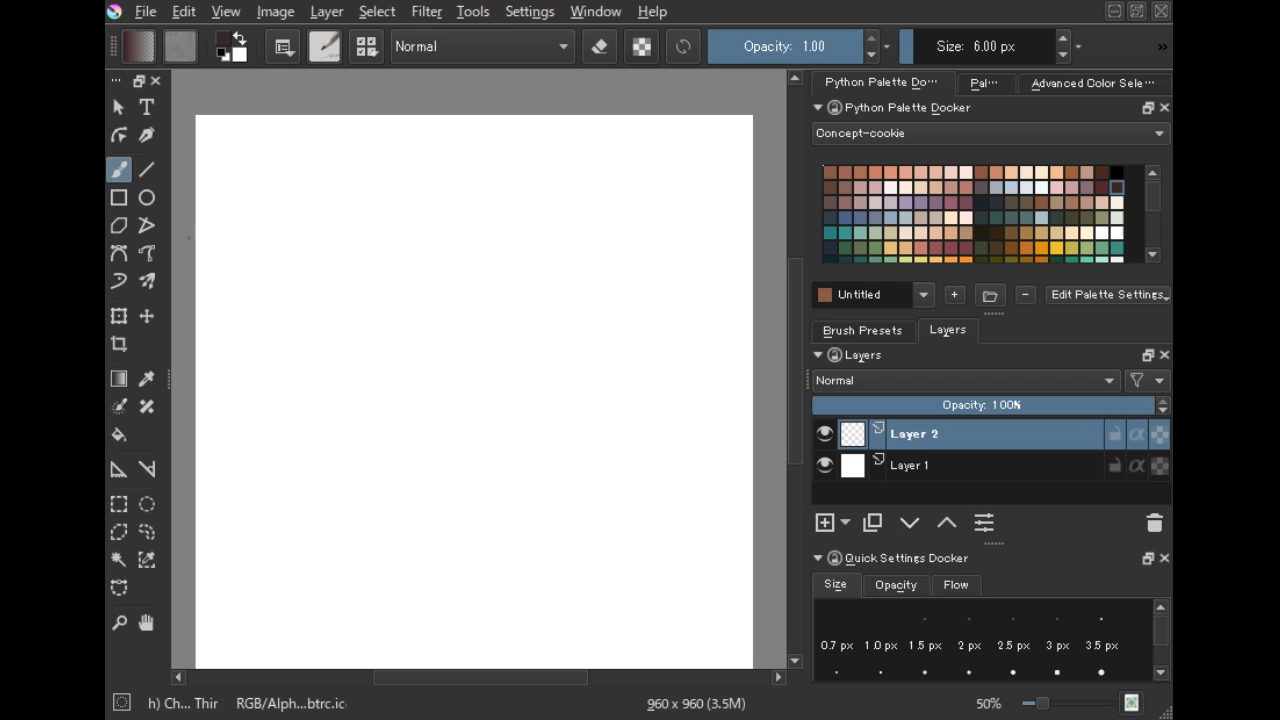 File Edit View Image Layer Select Filter Tools Settings Window Help
Normal Opacity: 1.00 Size: 6.00 px »
Python Palette Do··· Pal··· Advanced Color Sele···
Python Palette Docker
Concept-cookie
Untitled + - Edit Palette Settings
Brush Presets Layers
Layers
Normal
Opacity: 100%
Layer 2
Layer 1
Quick Settings Docker
Size Opacity Flow
0.7 px 1.0 px 1.5 px 2 px 2.5 px 3 px 3.5 px
h) Ch... Thir RGB/Alph...btrc.ic 960 x 960 (3.5M) 50%